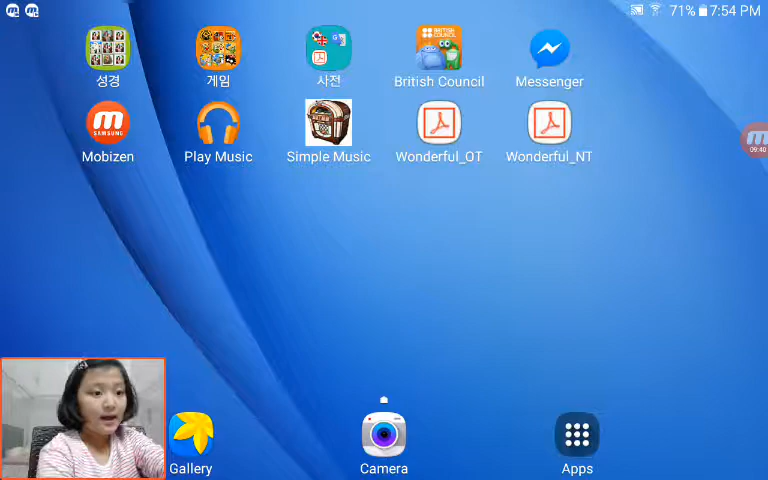 71% 7:54 PM
BRITISH
COUNCIL
성경 게임 사전 British Council Messenger
m
SAMSUNG
Mobizen Play Music Simple Music Wonderful_OT Wonderful_NT
09:40
Gallery Camera Apps